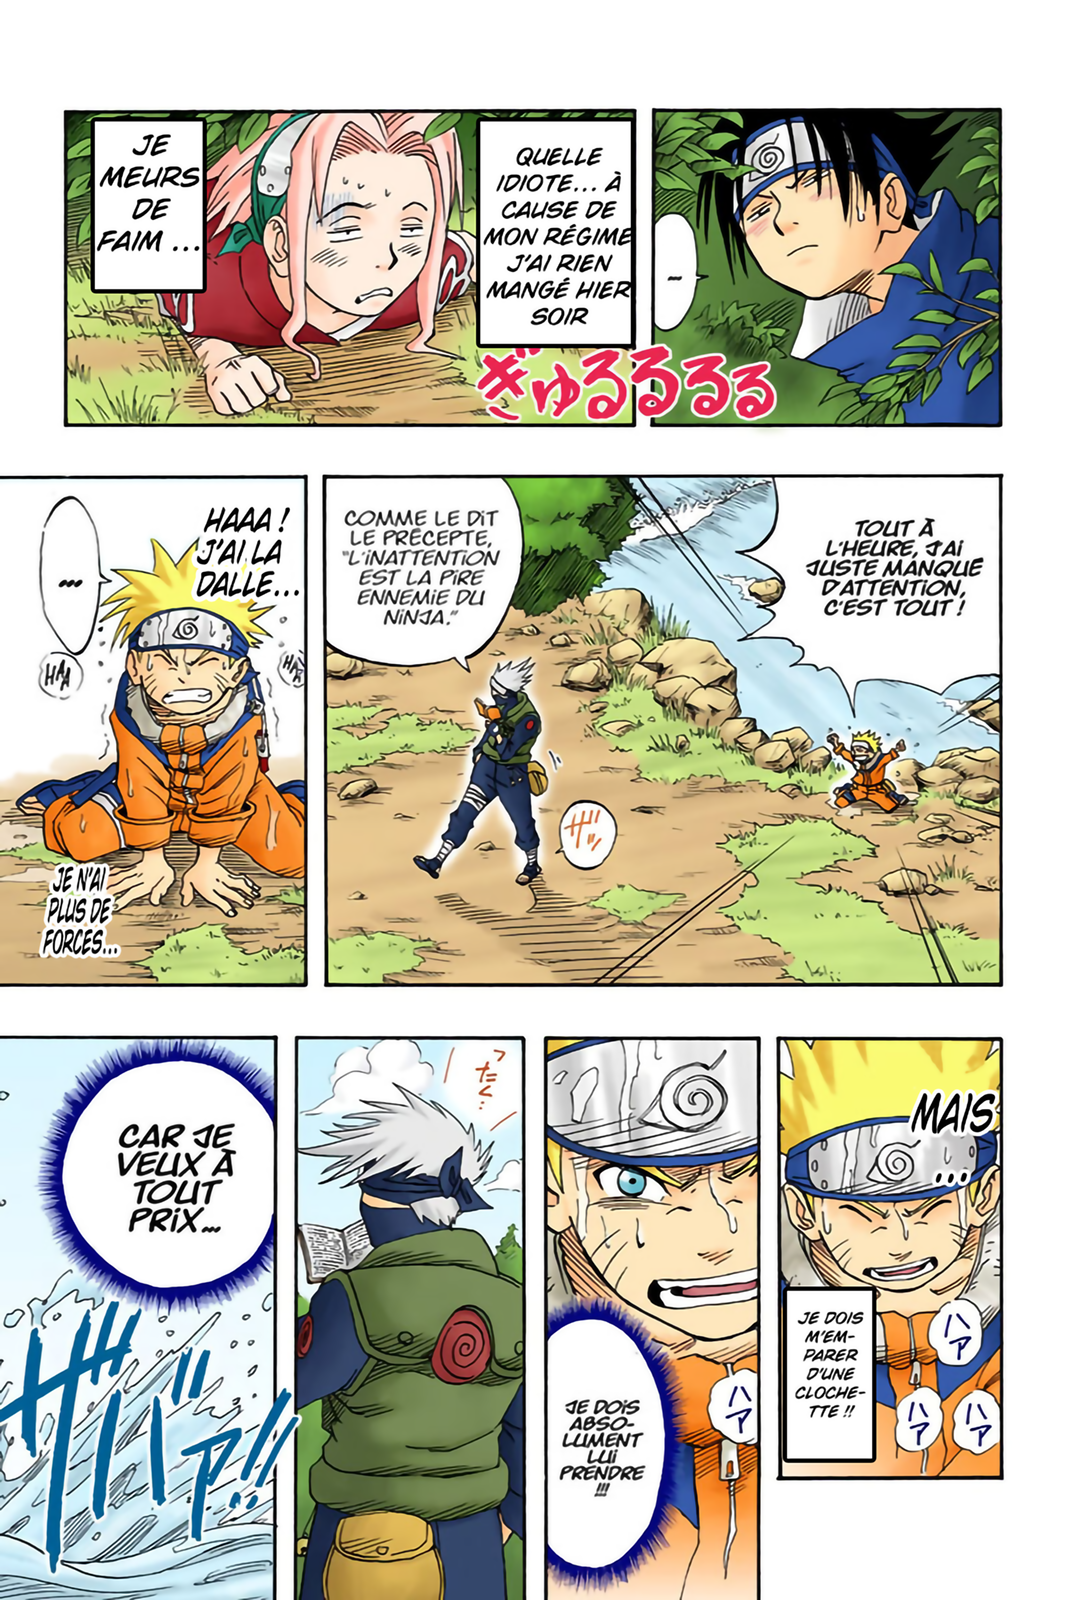 ...
QUELLE
IDIOTE... À
CAUSE DE
MON RÉGIME
J'AI RIEN
MANGÉ HIER
SOIR
JE
MEURS
DE
FAIM ...
ぎゅるるるる
TOUT À
L'HEURE, J'AI
JUSTE MANQUE
D'ATTENTION,
C'EST TOUT !
COMME LE DIT
LE PRÉCEPTE,
"L'INATTENTION
EST LA PIRE
ENNEMIE DU
NINJA."
ザッ
HAAA !
J'AI LA
DALLE...
...
HAA
HAA
JE N'AI
PLUS DE
FORCES...
MAIS
...
JE DOIS
M'EM-
PARER
D'UNE
CLOCHE-
TTE !!
ハァ
ハァ
ハァ
JE DOIS
ABSO-
LUMENT
LUI
PRENDRE
!!!
ハァ
ったく…
CAR JE
VEUX À
TOUT
PRIX...
ザバァ!!